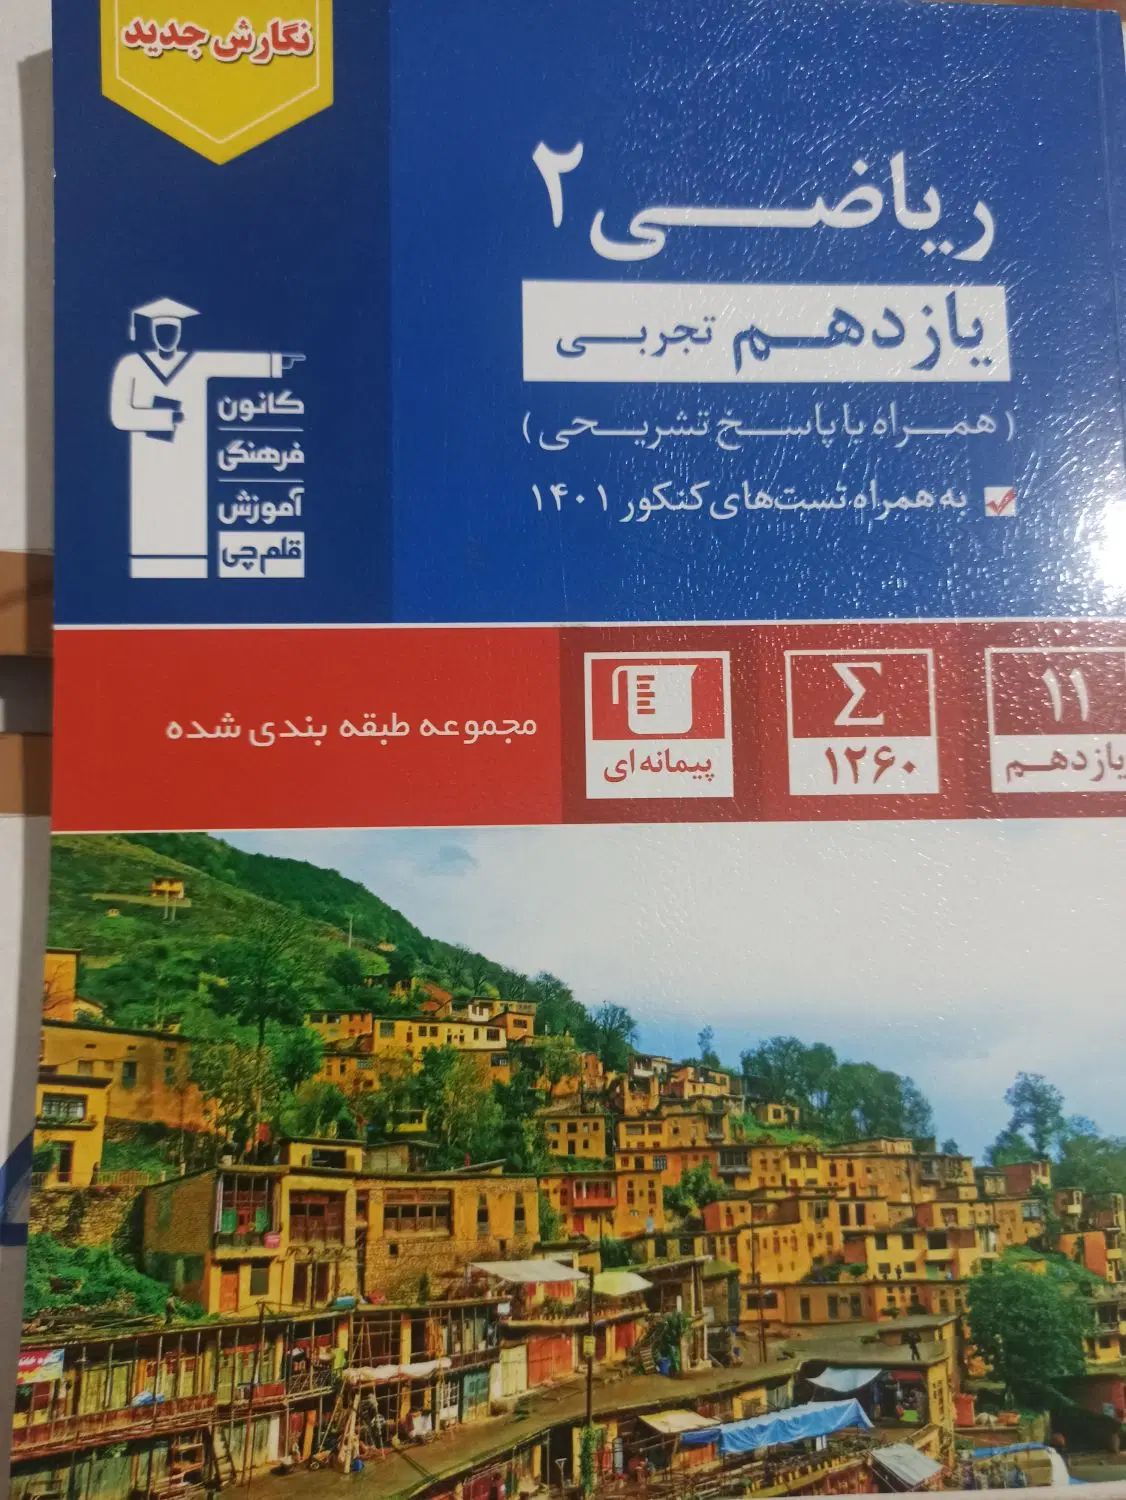 نگارش جدید
ریاضی ۲
یازدهم تجربی
(همراه با پاسخ تشریحی)
به همراه تست‌های کنکور ۱۴۰۱
کانون
فرهنگی
آموزش
قلم‌چی
۱۱
یازدهم
Σ
۱۲۶۰
پیمانه‌ای
مجموعه طبقه بندی شده